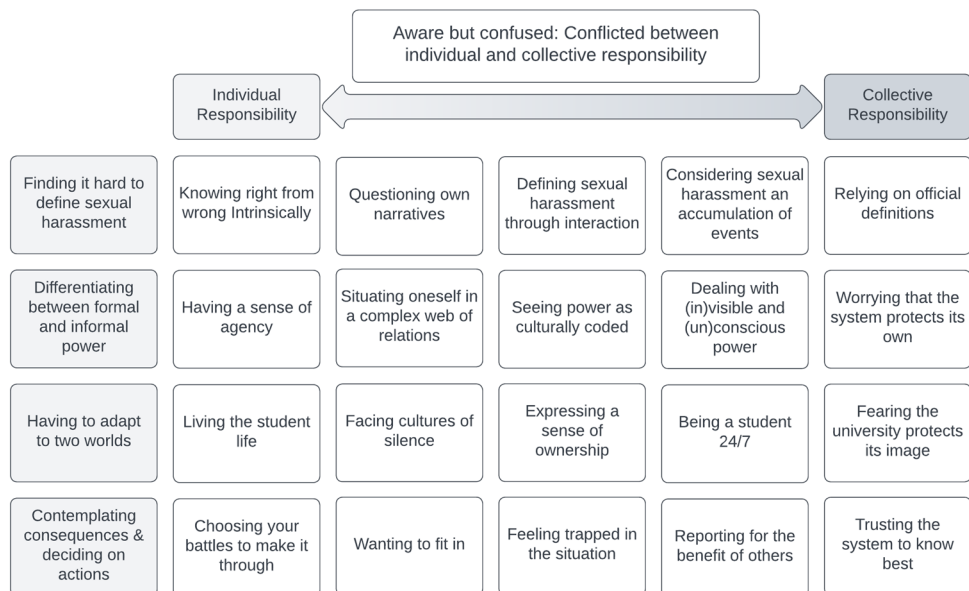 Aware but confused: Conflicted between
individual and collective responsibility
Individual
Responsibility
Collective
Responsibility
Finding it hard to
define sexual
harassment
Knowing right from
wrong Intrinsically
Questioning own
narratives
Defining sexual
harassment
through interaction
Considering sexual
harassment an
accumulation of
events
Relying on official
definitions
Differentiating
between formal
and informal
power
Having a sense of
agency
Situating oneself in
a complex web of
relations
Seeing power as
culturally coded
Dealing with
(in)visible and
(un)conscious
power
Worrying that the
system protects its
own
Having to adapt
to two worlds
Living the student
life
Facing cultures of
silence
Expressing a
sense of
ownership
Being a student
24/7
Fearing the
university protects
its image
Contemplating
consequences &
deciding on
actions
Choosing your
battles to make it
through
Wanting to fit in
Feeling trapped in
the situation
Reporting for the
benefit of others
Trusting the
system to know
best